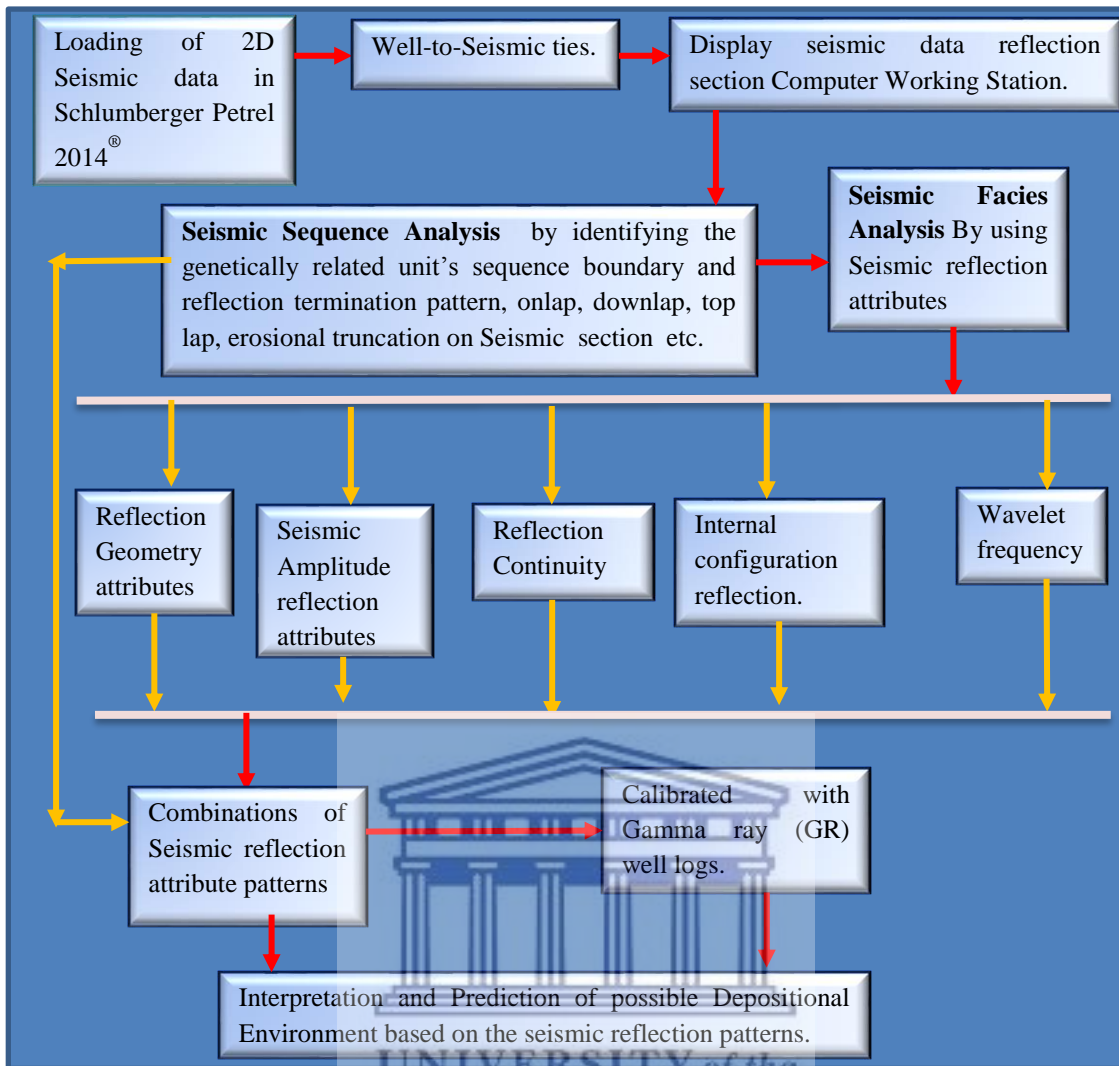 Loading of 2D
Seismic data in
Schlumberger Petrel
2014®
Well-to-Seismic ties.
Display seismic data reflection
section Computer Working Station.
Seismic Sequence Analysis by identifying the
genetically related unit’s sequence boundary and
reflection termination pattern, onlap, downlap, top
lap, erosional truncation on Seismic section etc.
Seismic Facies
Analysis By using
Seismic reflection
attributes
Reflection
Geometry
attributes
Seismic
Amplitude
reflection
attributes
Reflection
Continuity
Internal
configuration
reflection.
Wavelet
frequency
Combinations of
Seismic reflection
attribute patterns
Calibrated with
Gamma ray (GR)
well logs.
Interpretation and Prediction of possible Depositional
Environment based on the seismic reflection patterns.
UNIVERSITY of the